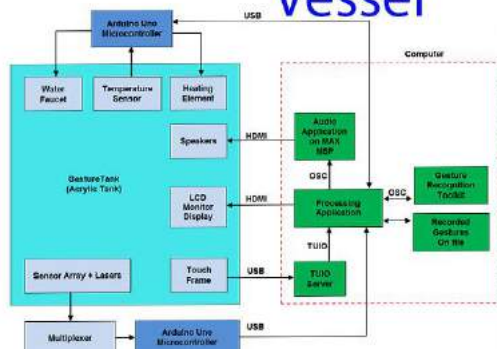 Vessel
Arduino Uno
Microcontroller
USB
Computer
Water
Faucet
Temperature
Sensor
Heating
Element
Speakers
HDMI
Audio
Application
on MAX
MSP
OSC
GestureTank
(Acrylic Tank)
LCD
Monitor
Display
HDMI
Processing
Application
OSC
Gesture
Recognition
Toolkit
Recorded
Gestures
On file
TUIO
Sensor Array + Lasers
Touch
Frame
USB
TUIO
Server
Multiplexer
Arduino Uno
Microcontroller
USB